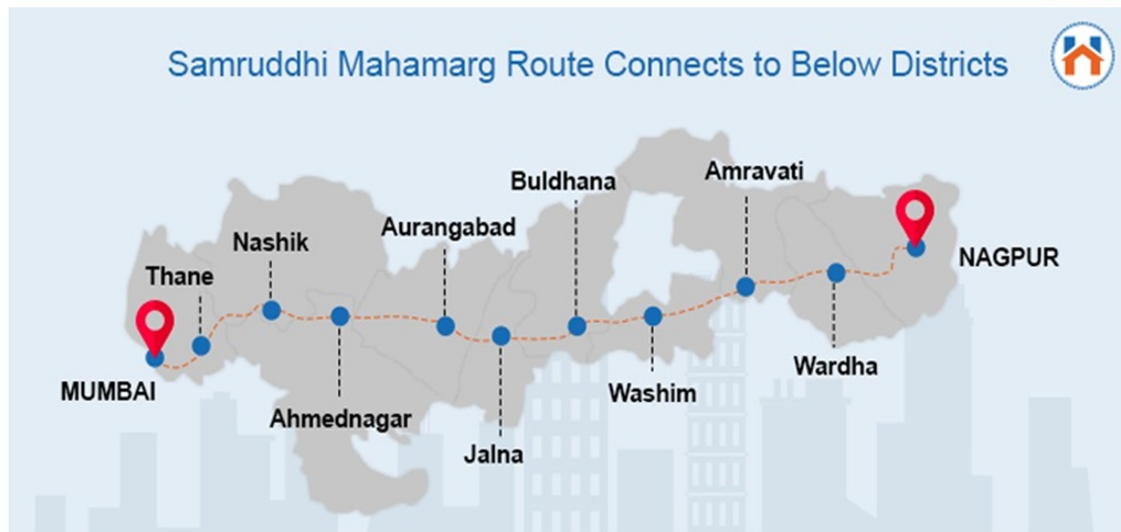 Samruddhi Mahamarg Route Connects to Below Districts
MUMBAI
Thane
Nashik
Ahmednagar
Aurangabad
Jalna
Buldhana
Washim
Amravati
Wardha
NAGPUR